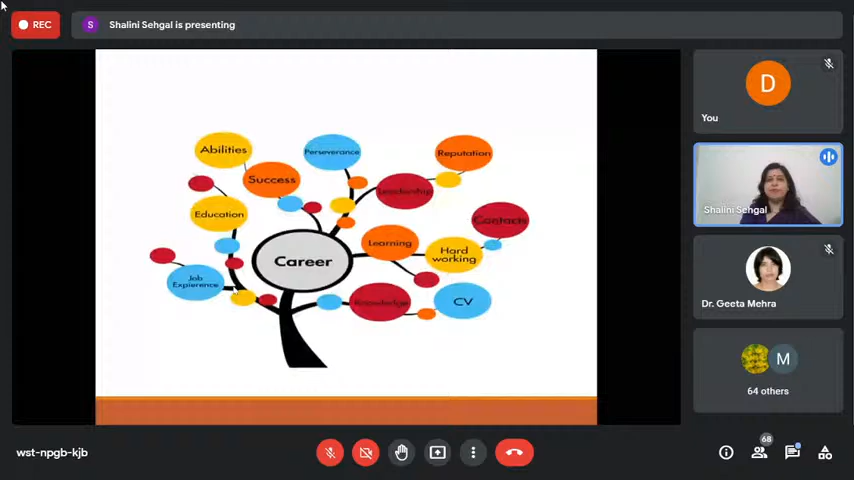 REC
S
Shalini Sehgal is presenting
Abilities
Perseverance
Reputation
Success
Leadership
Education
Contacts
Learning
Hard
working
Career
Job
Expierence
Knowledge
CV
D
You
Shalini Sehgal
Dr. Geeta Mehra
M
64 others
wst-npgb-kjb
68